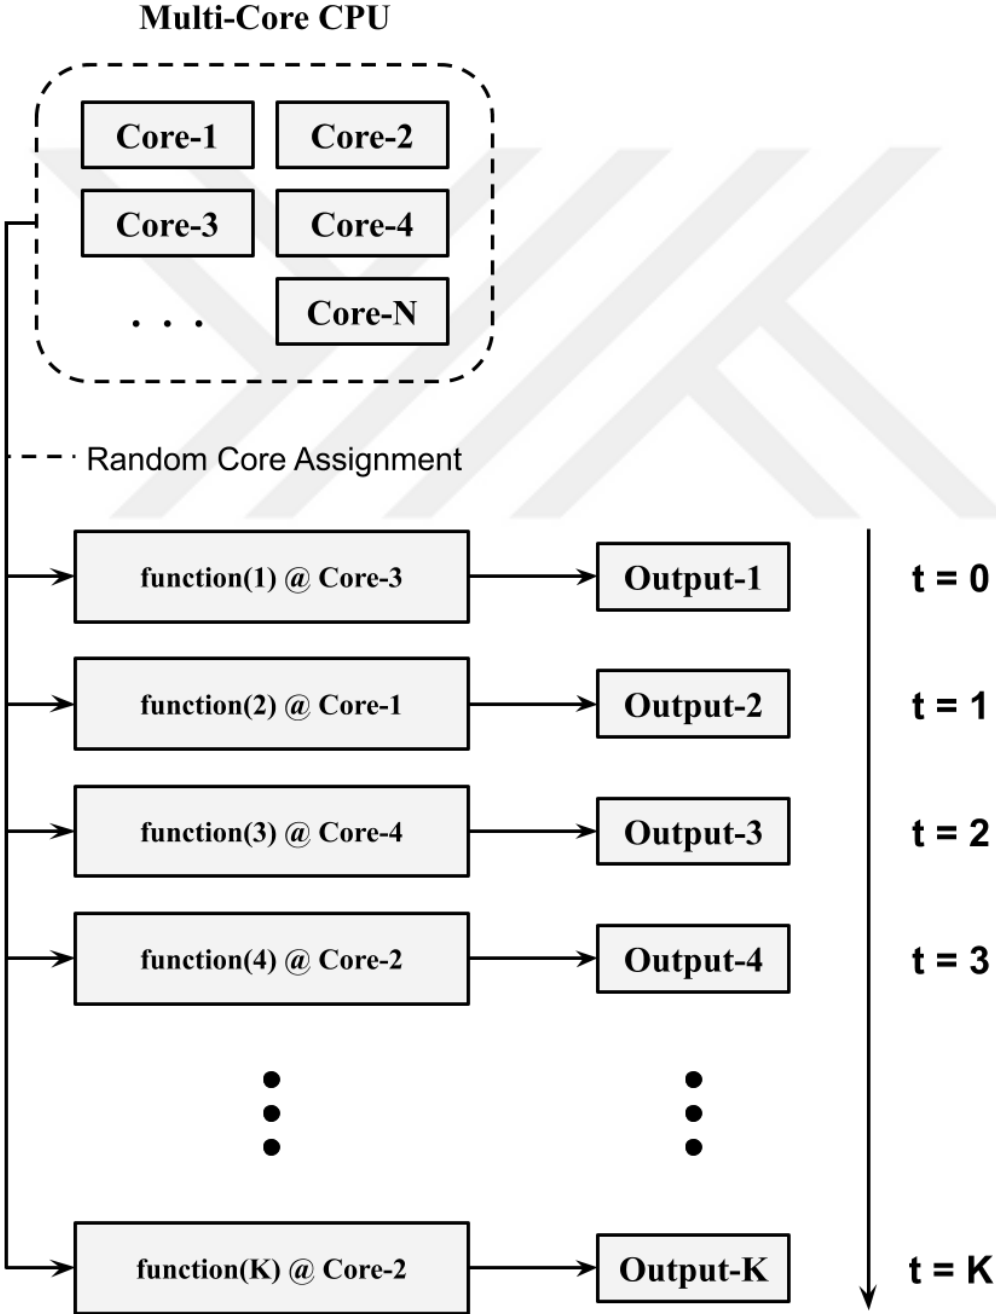 Multi-Core CPU
Core-1 Core-2
Core-3 Core-4
. . . Core-N
Random Core Assignment
function(1) @ Core-3 Output-1 t = 0
function(2) @ Core-1 Output-2 t = 1
function(3) @ Core-4 Output-3 t = 2
function(4) @ Core-2 Output-4 t = 3
function(K) @ Core-2 Output-K t = K